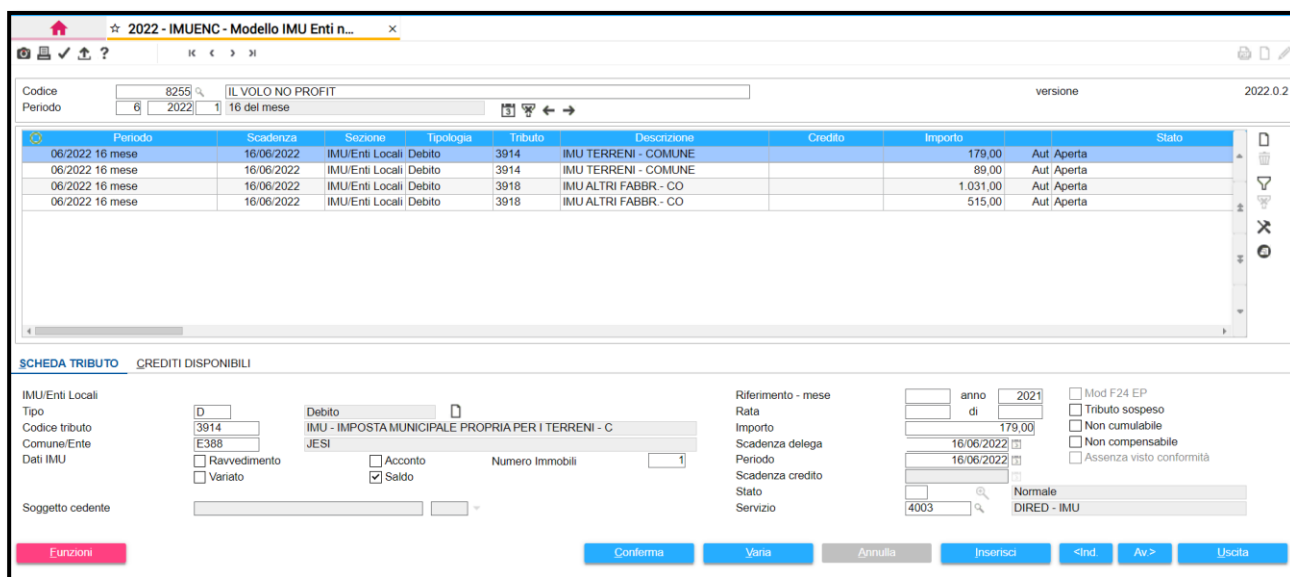 ☆ 2022 - IMUENC - Modello IMU Enti n... ×
?
Codice 8255 IL VOLO NO PROFIT versione 2022.0.2
Periodo 6 2022 1 16 del mese
Periodo Scadenza Sezione Tipologia Tributo Descrizione Credito Importo Stato
06/2022 16 mese 16/06/2022 IMU/Enti Locali Debito 3914 IMU TERRENI - COMUNE 179,00 Aut Aperta
06/2022 16 mese 16/06/2022 IMU/Enti Locali Debito 3914 IMU TERRENI - COMUNE 89,00 Aut Aperta
06/2022 16 mese 16/06/2022 IMU/Enti Locali Debito 3918 IMU ALTRI FABBR.- CO 1.031,00 Aut Aperta
06/2022 16 mese 16/06/2022 IMU/Enti Locali Debito 3918 IMU ALTRI FABBR.- CO 515,00 Aut Aperta
SCHEDA TRIBUTO CREDITI DISPONIBILI
IMU/Enti Locali Riferimento - mese anno 2021 Mod F24 EP
Tipo D Debito Rata di Tributo sospeso
Codice tributo 3914 IMU - IMPOSTA MUNICIPALE PROPRIA PER I TERRENI - C Importo 179,00 Non cumulabile
Comune/Ente E388 JESI Scadenza delega 16/06/2022 Non compensabile
Dati IMU Ravvedimento Acconto Numero Immobili 1 Periodo 16/06/2022 Assenza visto conformità
Variato Saldo Scadenza credito
Stato Normale
Soggetto cedente Servizio 4003 DIRED - IMU
Funzioni Conferma Varia Annulla Inserisci <Ind. Av.> Uscita